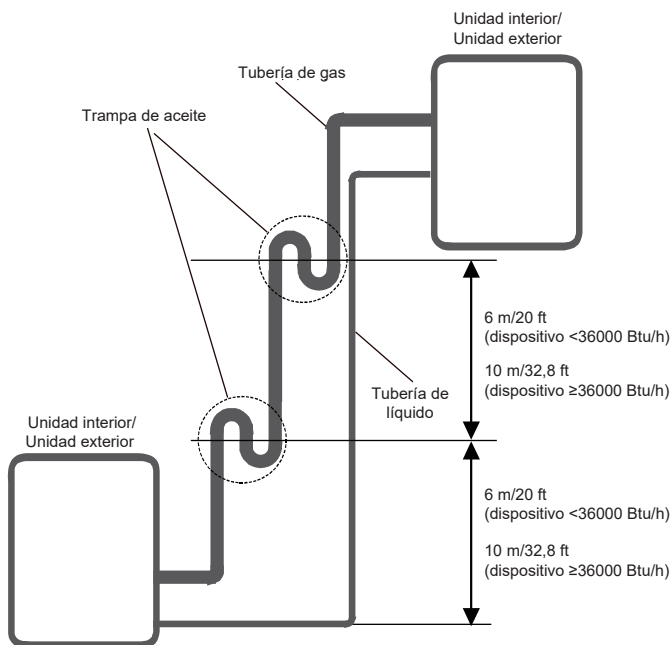 Unidad interior/
Unidad exterior
Tubería de gas
Trampa de aceite
6 m/20 ft
(dispositivo <36000 Btu/h)
10 m/32,8 ft
(dispositivo ≥36000 Btu/h)
Tubería de
líquido
Unidad interior/
Unidad exterior
6 m/20 ft
(dispositivo <36000 Btu/h)
10 m/32,8 ft
(dispositivo ≥36000 Btu/h)